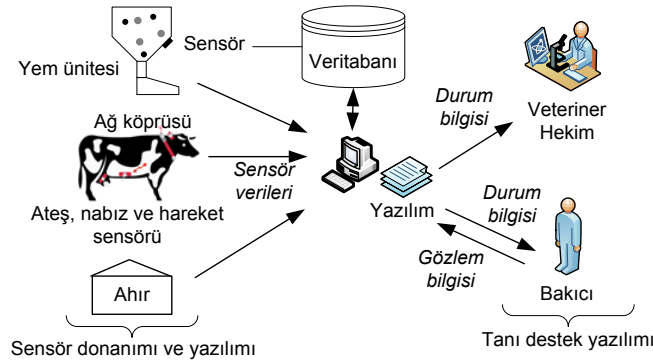 Sensör
Yem ünitesi
Veritabanı
Ağ köprüsü
Sensör
verileri
Ateş, nabız ve hareket
sensörü
Ahır
Sensör donanımı ve yazılımı
Yazılım
Durum
bilgisi
Veteriner
Hekim
Durum
bilgisi
Gözlem
bilgisi
Bakıcı
Tanı destek yazılımı